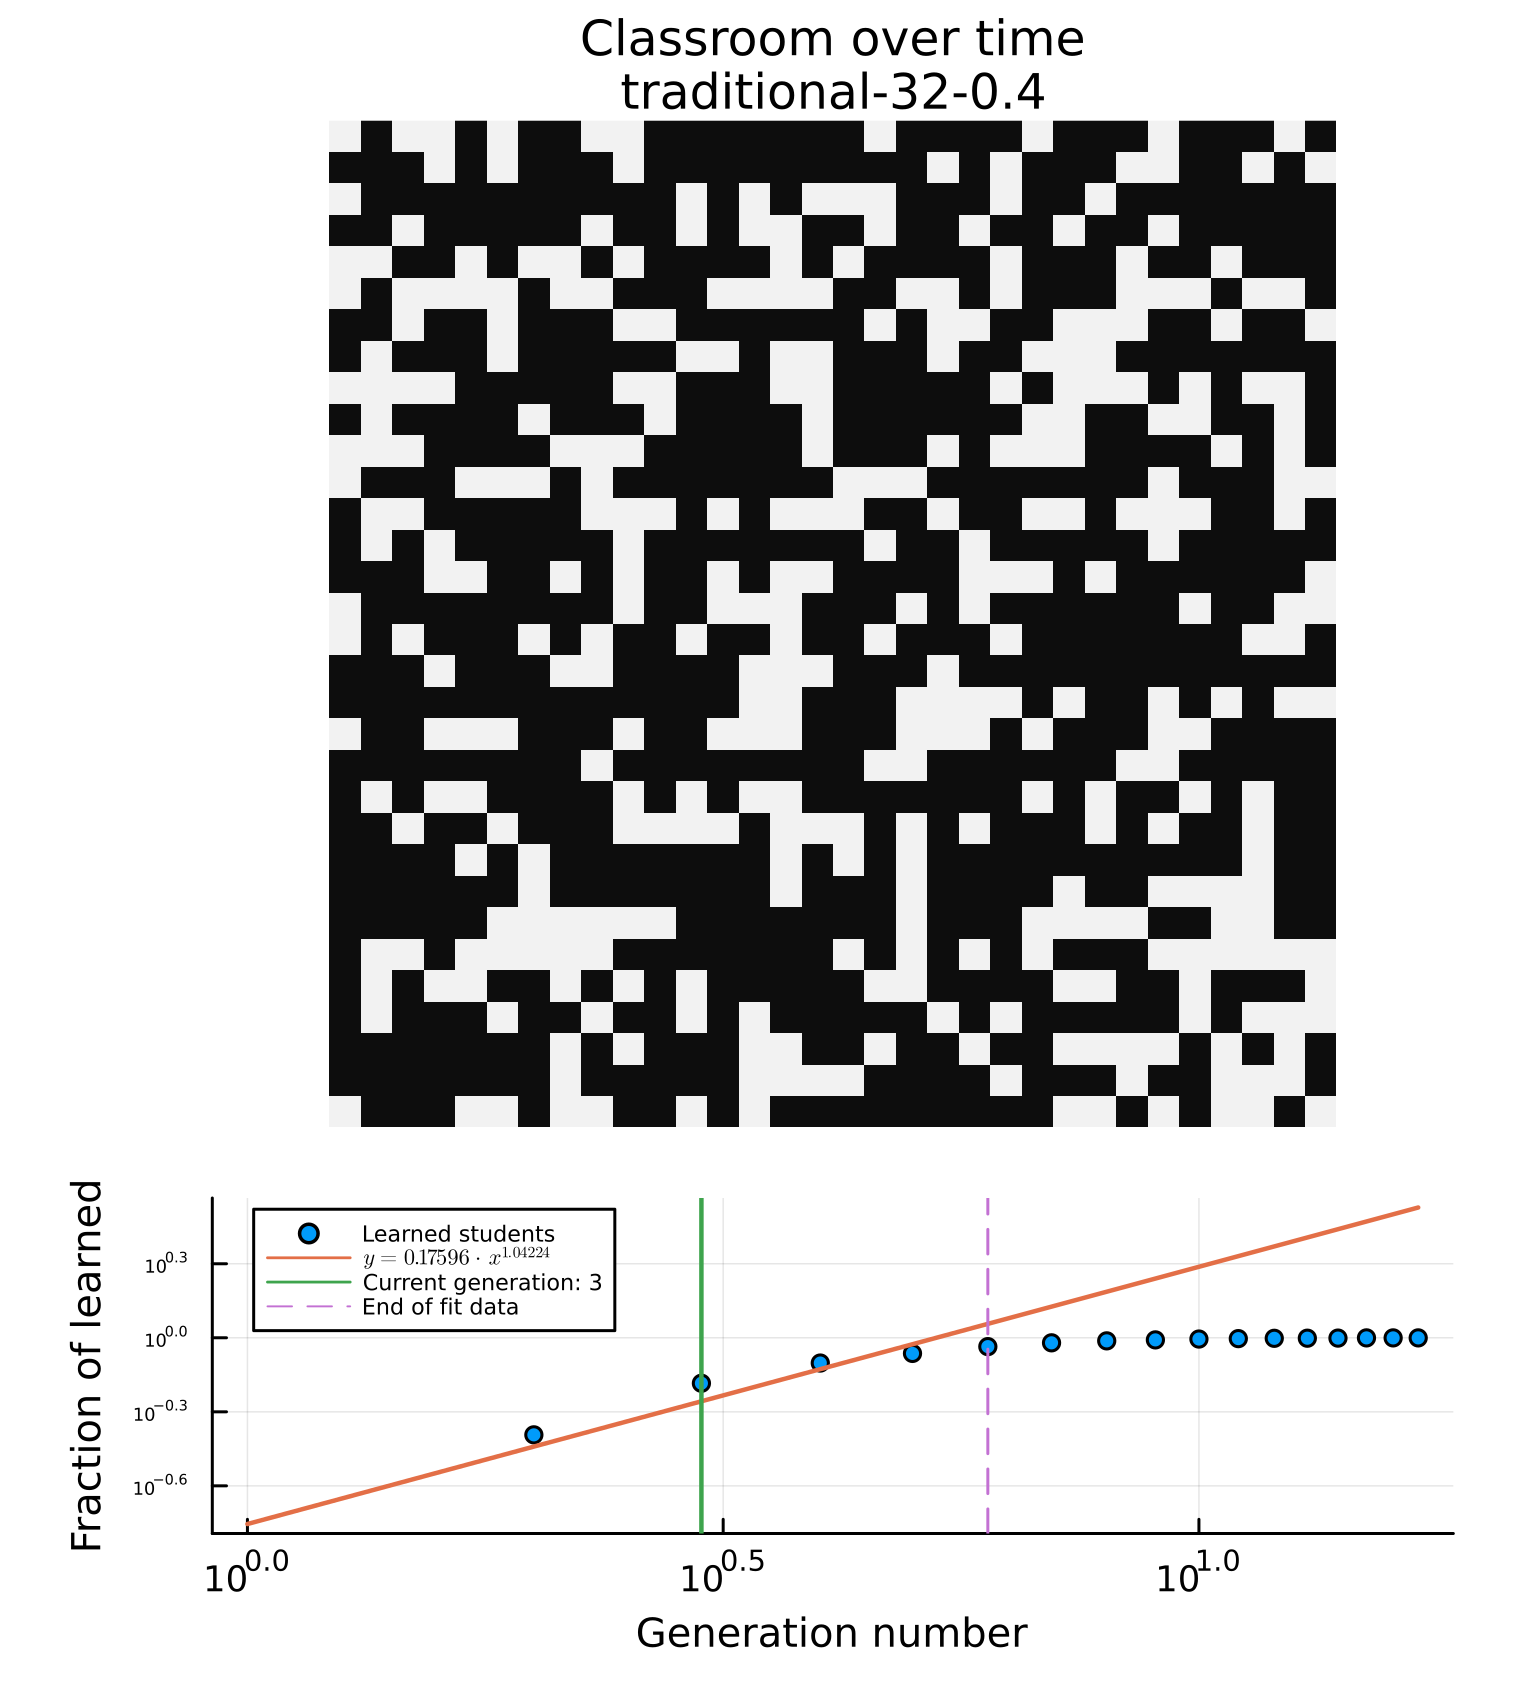 Classroom over time
traditional-32-0.4
Fraction of learned
Learned students
y = 0.17596 · x^1.04224
Current generation: 3
End of fit data
10^0.3
10^0.0
10^−0.3
10^−0.6
10^0.0 10^0.5 10^1.0
Generation number